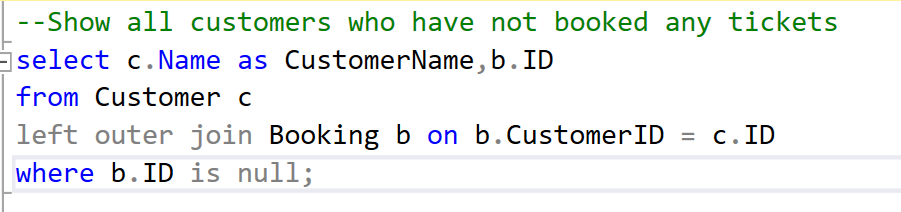 --Show all customers who have not booked any tickets
select c.Name as CustomerName,b.ID
from Customer c
left outer join Booking b on b.CustomerID = c.ID
where b.ID is null;